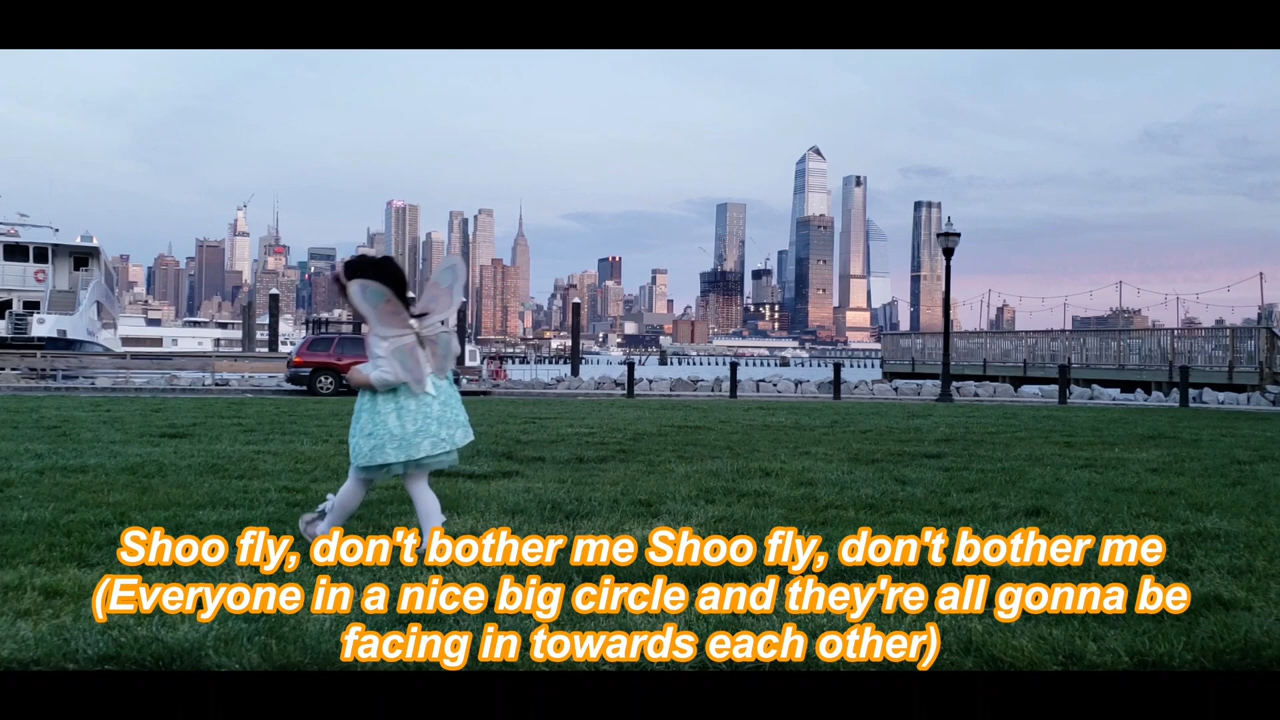 Shoo fly, don't bother me Shoo fly, don't bother me
(Everyone in a nice big circle and they're all gonna be
facing in towards each other)